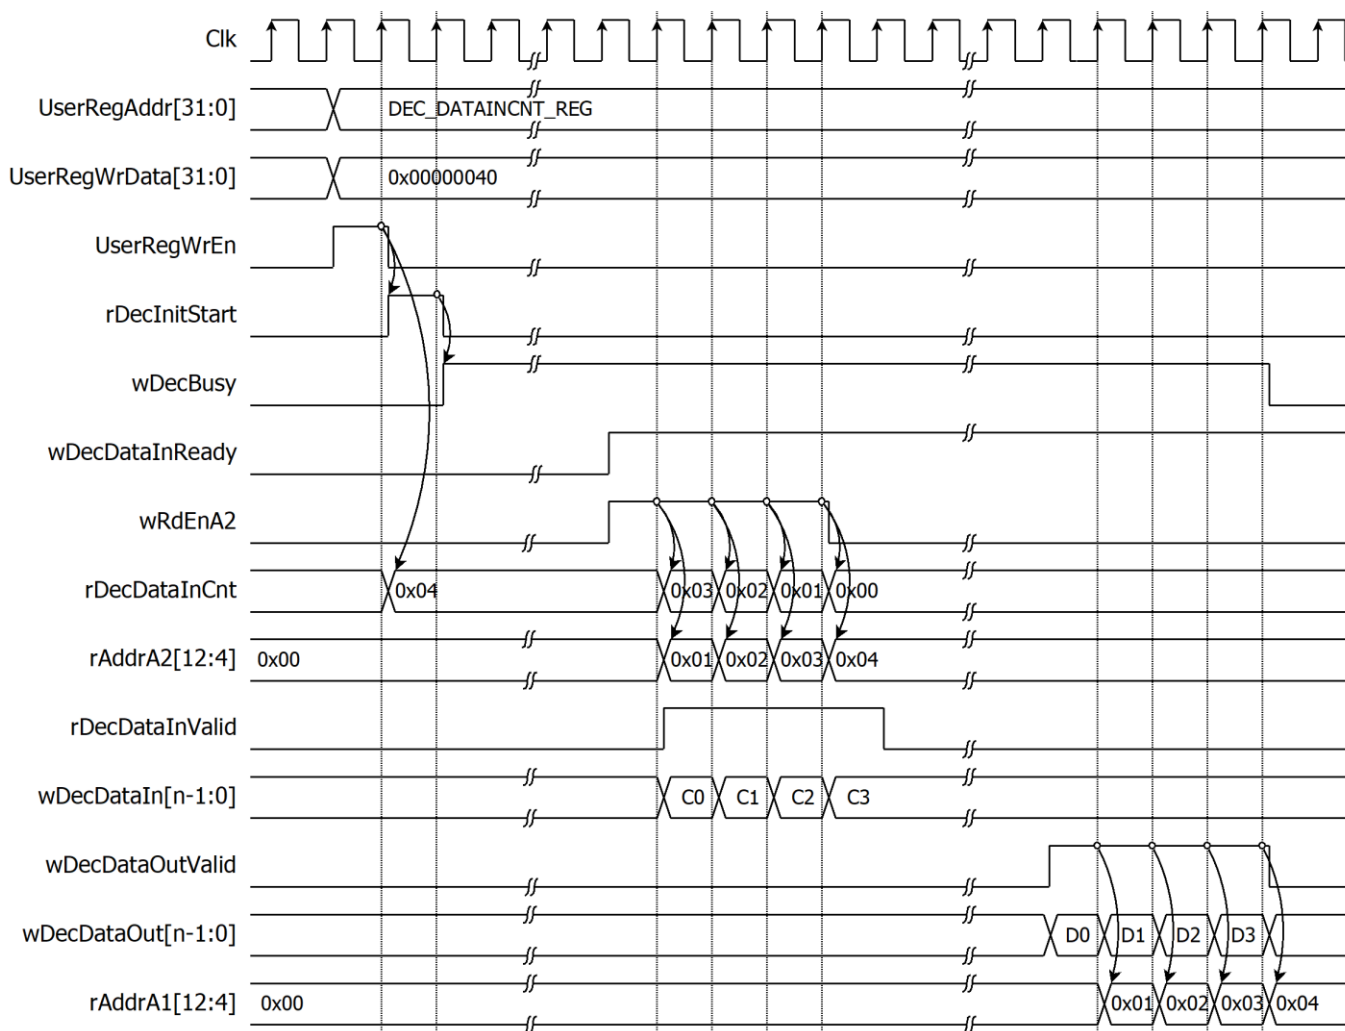 Clk
UserRegAddr[31:0] DEC_DATAINCNT_REG
UserRegWrData[31:0] 0x00000040
UserRegWrEn
rDecInitStart
wDecBusy
wDecDataInReady
wRdEnA2
rDecDataInCnt 0x04 0x03 0x02 0x01 0x00
rAddrA2[12:4] 0x00 0x01 0x02 0x03 0x04
rDecDataInValid
wDecDataIn[n-1:0] C0 C1 C2 C3
wDecDataOutValid
wDecDataOut[n-1:0] D0 D1 D2 D3
rAddrA1[12:4] 0x00 0x01 0x02 0x03 0x04